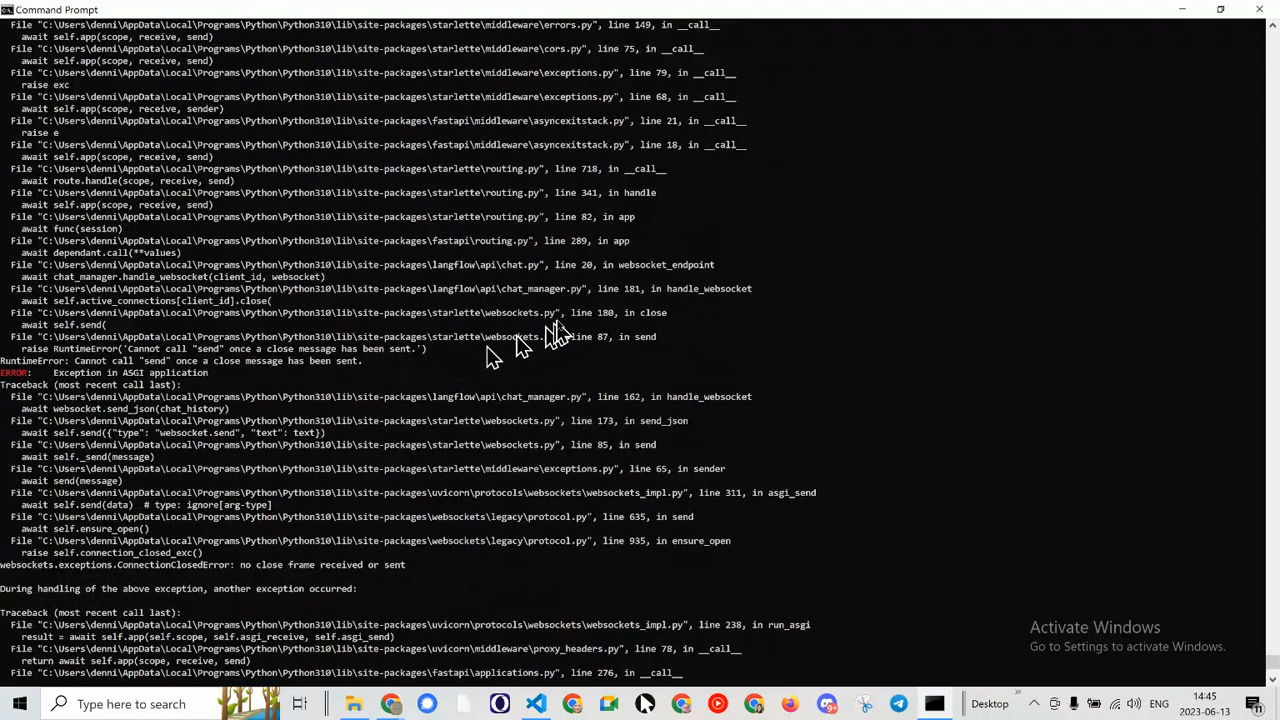 Command Prompt
File "C:\Users\denni\AppData\Local\Programs\Python\Python310\lib\site-packages\starlette\middleware\errors.py", line 149, in __call__
await self.app(scope, receive, send)
File "C:\Users\denni\AppData\Local\Programs\Python\Python310\lib\site-packages\starlette\middleware\cors.py", line 75, in __call__
await self.app(scope, receive, send)
File "C:\Users\denni\AppData\Local\Programs\Python\Python310\lib\site-packages\starlette\middleware\exceptions.py", line 79, in __call__
raise exc
File "C:\Users\denni\AppData\Local\Programs\Python\Python310\lib\site-packages\starlette\middleware\exceptions.py", line 68, in __call__
await self.app(scope, receive, sender)
File "C:\Users\denni\AppData\Local\Programs\Python\Python310\lib\site-packages\fastapi\middleware\asyncexitstack.py", line 21, in __call__
raise e
File "C:\Users\denni\AppData\Local\Programs\Python\Python310\lib\site-packages\fastapi\middleware\asyncexitstack.py", line 18, in __call__
await self.app(scope, receive, send)
File "C:\Users\denni\AppData\Local\Programs\Python\Python310\lib\site-packages\starlette\routing.py", line 718, in __call__
await route.handle(scope, receive, send)
File "C:\Users\denni\AppData\Local\Programs\Python\Python310\lib\site-packages\starlette\routing.py", line 341, in handle
await self.app(scope, receive, send)
File "C:\Users\denni\AppData\Local\Programs\Python\Python310\lib\site-packages\starlette\routing.py", line 82, in app
await func(session)
File "C:\Users\denni\AppData\Local\Programs\Python\Python310\lib\site-packages\fastapi\routing.py", line 289, in app
await dependant.call(**values)
File "C:\Users\denni\AppData\Local\Programs\Python\Python310\lib\site-packages\langflow\api\chat.py", line 20, in websocket_endpoint
await chat_manager.handle_websocket(client_id, websocket)
File "C:\Users\denni\AppData\Local\Programs\Python\Python310\lib\site-packages\langflow\api\chat_manager.py", line 181, in handle_websocket
await self.active_connections[client_id].close(
File "C:\Users\denni\AppData\Local\Programs\Python\Python310\lib\site-packages\starlette\websockets.py", line 180, in close
await self.send(
File "C:\Users\denni\AppData\Local\Programs\Python\Python310\lib\site-packages\starlette\websockets. line 87, in send
raise RuntimeError('Cannot call "send" once a close message has been sent.')
RuntimeError: Cannot call "send" once a close message has been sent.
ERROR: Exception in ASGI application
Traceback (most recent call last):
File "C:\Users\denni\AppData\Local\Programs\Python\Python310\lib\site-packages\langflow\api\chat_manager.py", line 162, in handle_websocket
await websocket.send_json(chat_history)
File "C:\Users\denni\AppData\Local\Programs\Python\Python310\lib\site-packages\starlette\websockets.py", line 173, in send_json
await self.send({"type": "websocket.send", "text": text})
File "C:\Users\denni\AppData\Local\Programs\Python\Python310\lib\site-packages\starlette\websockets.py", line 85, in send
await self._send(message)
File "C:\Users\denni\AppData\Local\Programs\Python\Python310\lib\site-packages\starlette\middleware\exceptions.py", line 65, in sender
await send(message)
File "C:\Users\denni\AppData\Local\Programs\Python\Python310\lib\site-packages\uvicorn\protocols\websockets\websockets_impl.py", line 311, in asgi_send
await self.send(data) # type: ignore[arg-type]
File "C:\Users\denni\AppData\Local\Programs\Python\Python310\lib\site-packages\websockets\legacy\protocol.py", line 635, in send
await self.ensure_open()
File "C:\Users\denni\AppData\Local\Programs\Python\Python310\lib\site-packages\websockets\legacy\protocol.py", line 935, in ensure_open
raise self.connection_closed_exc()
websockets.exceptions.ConnectionClosedError: no close frame received or sent
During handling of the above exception, another exception occurred:
Traceback (most recent call last):
File "C:\Users\denni\AppData\Local\Programs\Python\Python310\lib\site-packages\uvicorn\protocols\websockets\websockets_impl.py", line 238, in run_asgi
result = await self.app(self.scope, self.asgi_receive, self.asgi_send)
File "C:\Users\denni\AppData\Local\Programs\Python\Python310\lib\site-packages\uvicorn\middleware\proxy_headers.py", line 78, in __call__
return await self.app(scope, receive, send)
File "C:\Users\denni\AppData\Local\Programs\Python\Python310\lib\site-packages\fastapi\applications.py", line 276, in __call__
Activate Windows
Go to Settings to activate Windows.
Type here to search
Desktop
ENG
14:45
2023-06-13